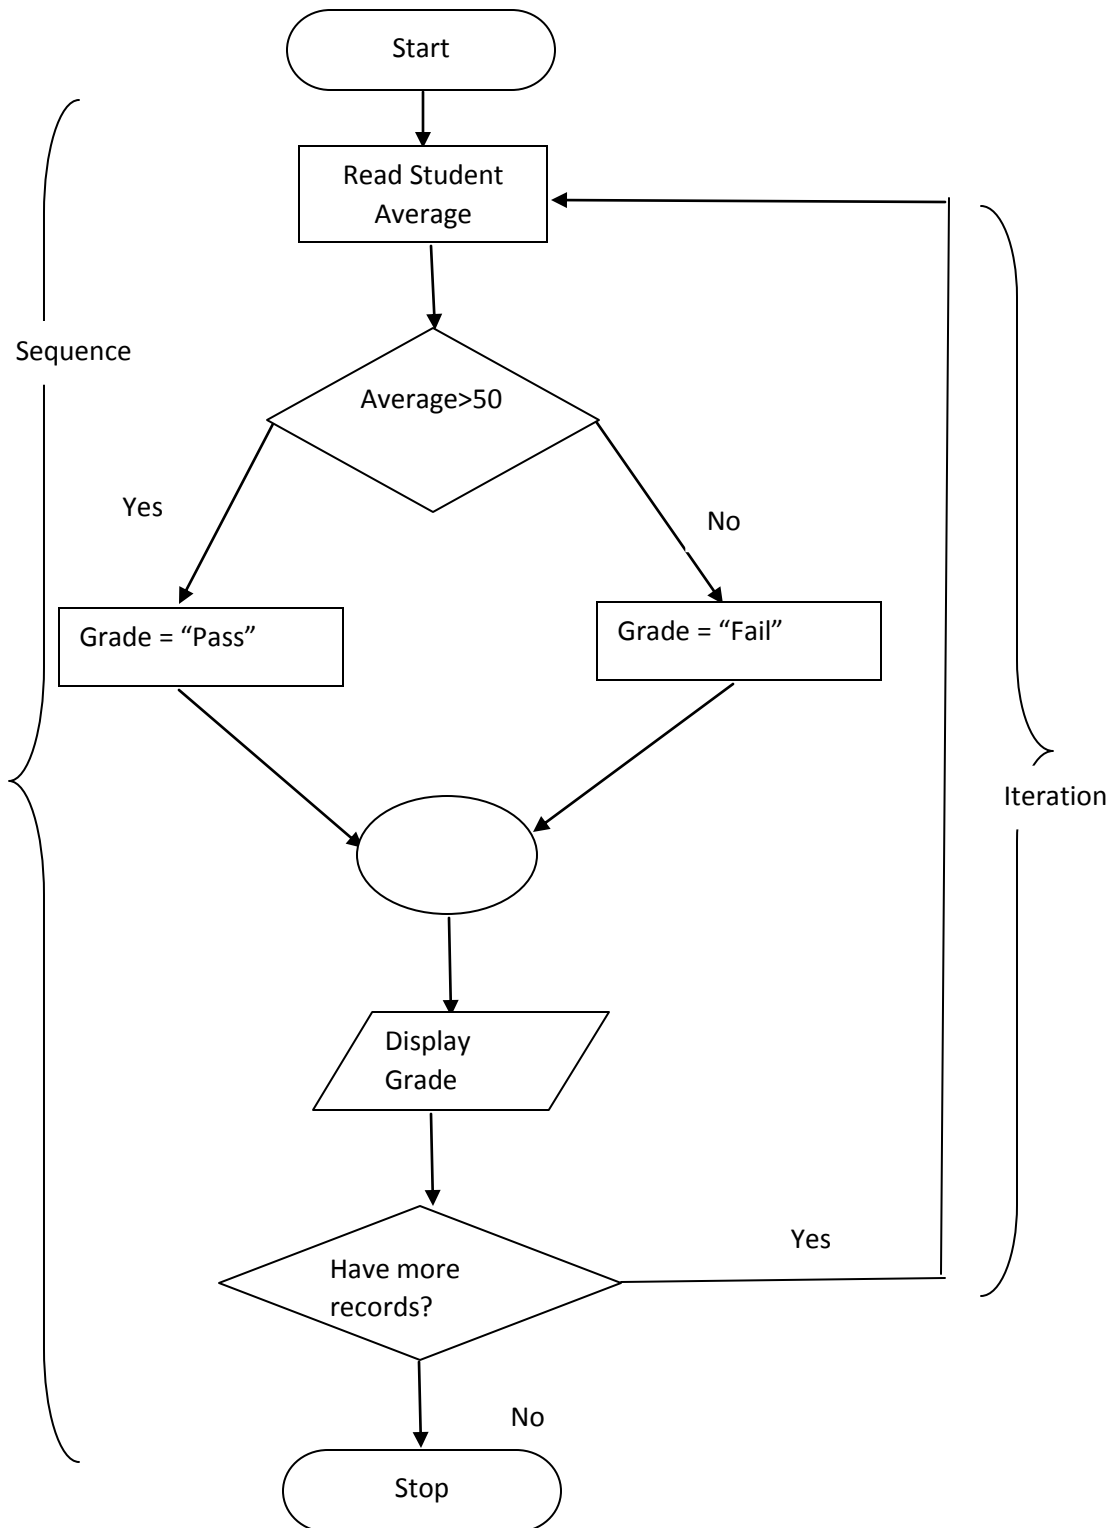 Start
Read Student
Average
Sequence
Average>50
Yes
No
Grade = “Pass”
Grade = “Fail”
Iteration
Display
Grade
Yes
Have more
records?
No
Stop